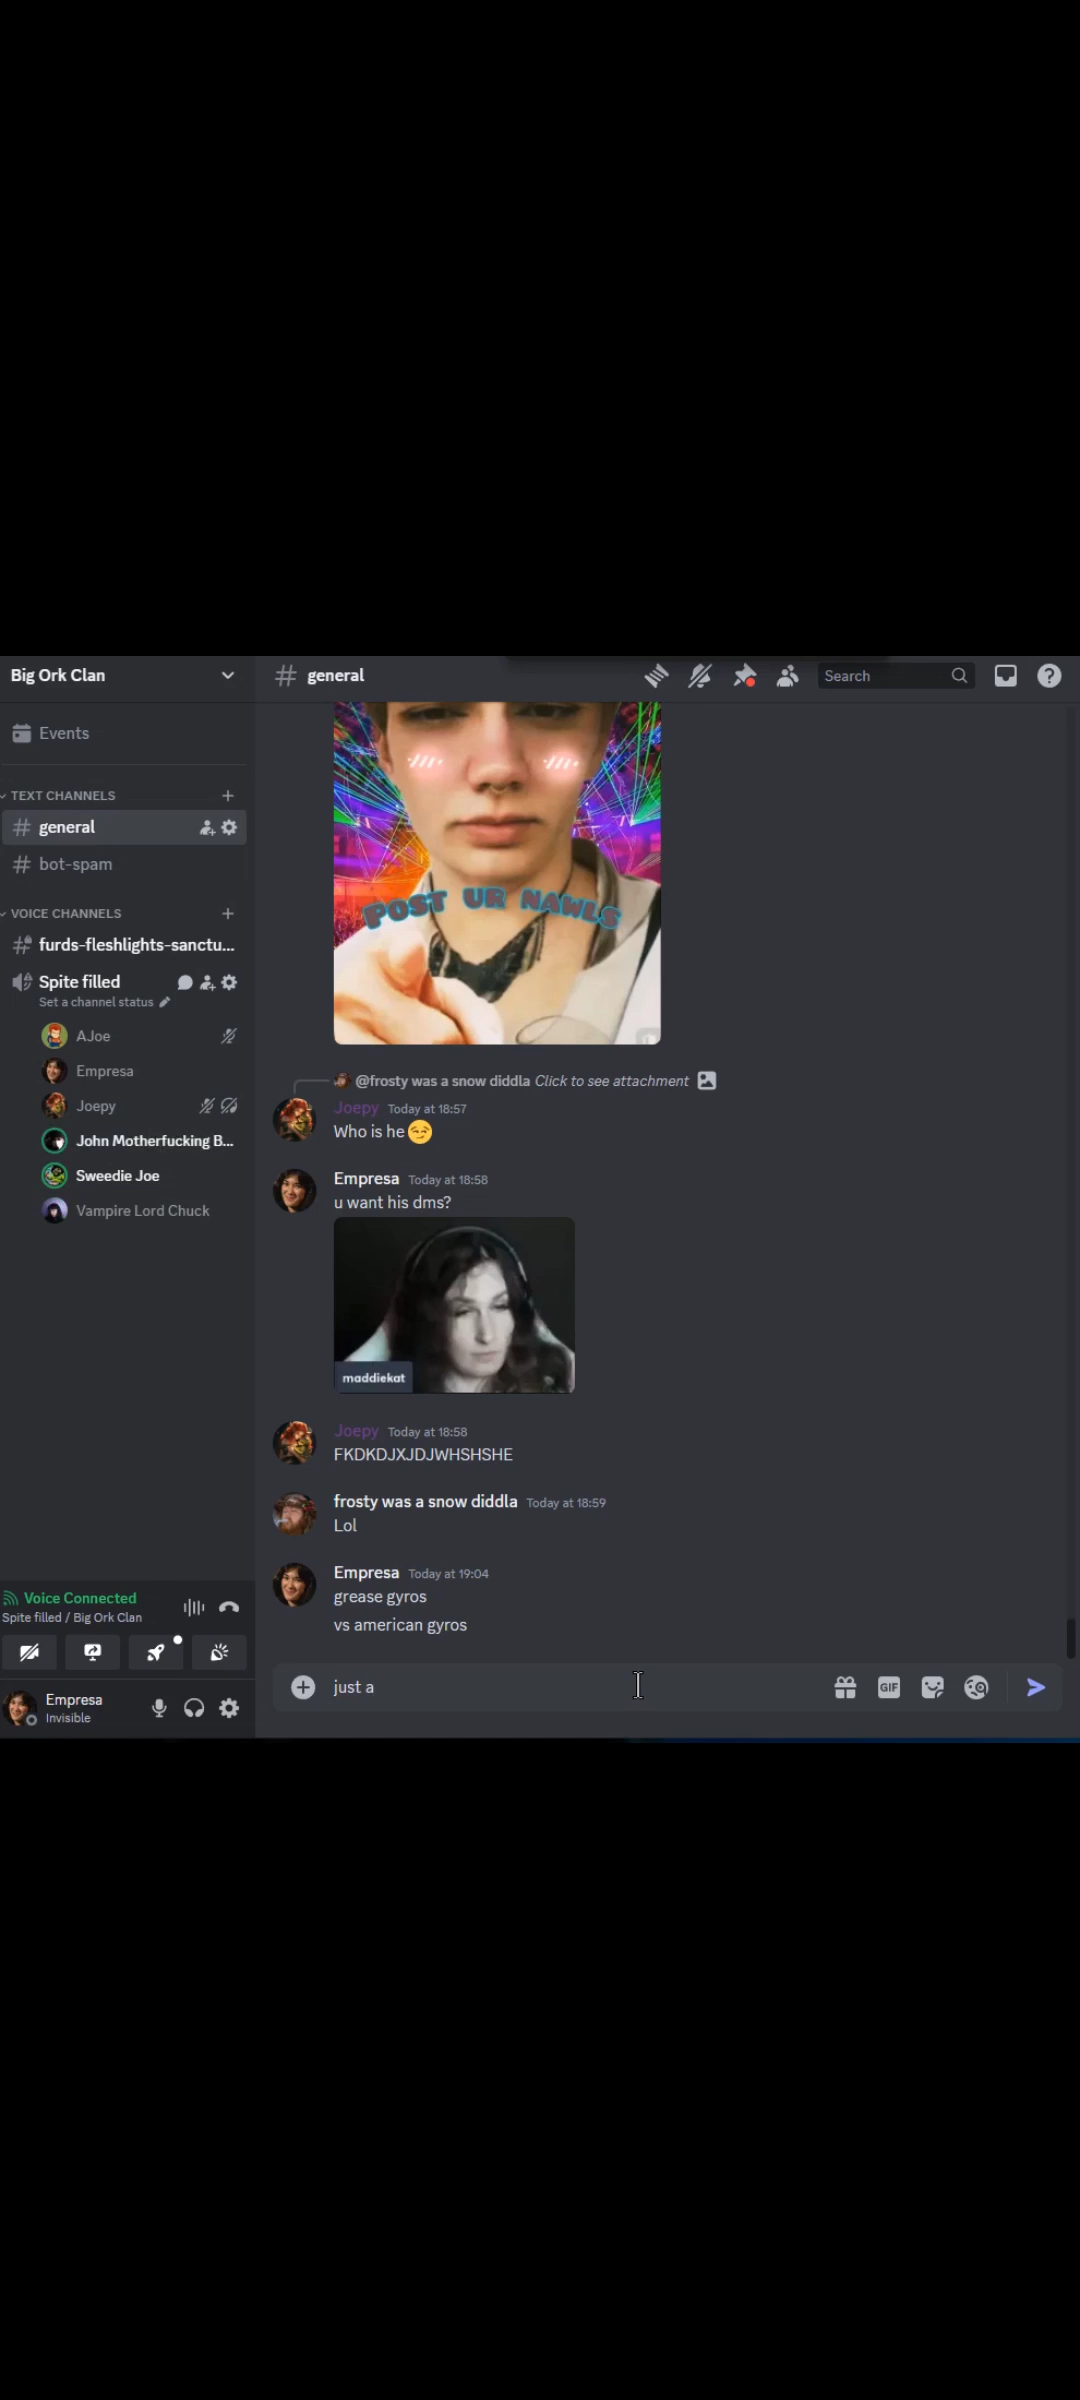 Big Ork Clan
general
Search
Events
TEXT CHANNELS
general
bot-spam
VOICE CHANNELS
furds-fleshlights-sanctu...
Spite filled
Set a channel status
AJoe
Empresa
Joepy
John Motherfucking B...
Sweedie Joe
Vampire Lord Chuck
Voice Connected
Spite filled / Big Ork Clan
Empresa
Invisible
POST UR NAWLS
@frosty was a snow diddla Click to see attachment
Joepy Today at 18:57
Who is he😏
Empresa Today at 18:58
u want his dms?
maddiekat
Joepy Today at 18:58
FKDKDJXJDJWHSHSHE
frosty was a snow diddla Today at 18:59
Lol
Empresa Today at 19:04
grease gyros
vs american gyros
just a
GIF